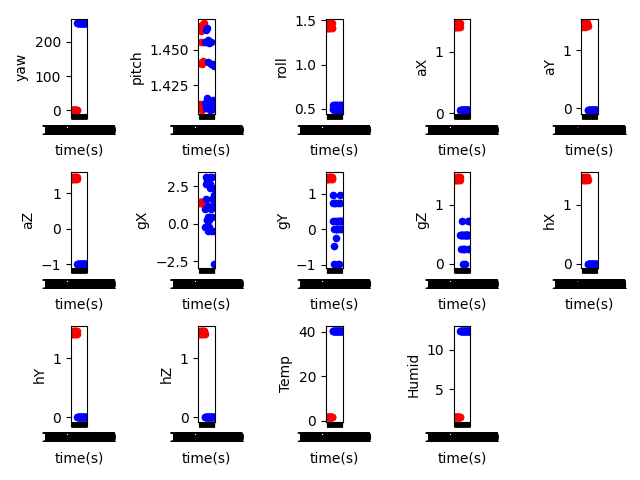 yaw
200
100
0
time(s)
pitch
1.450
1.425
time(s)
roll
1.5
1.0
0.5
time(s)
aX
1
0
time(s)
aY
1
0
time(s)
aZ
1
0
−1
time(s)
gX
2.5
0.0
−2.5
time(s)
gY
1
0
−1
time(s)
gZ
1
0
time(s)
hX
1
0
time(s)
hY
1
0
time(s)
hZ
1
0
time(s)
Temp
40
20
0
time(s)
Humid
10
5
time(s)